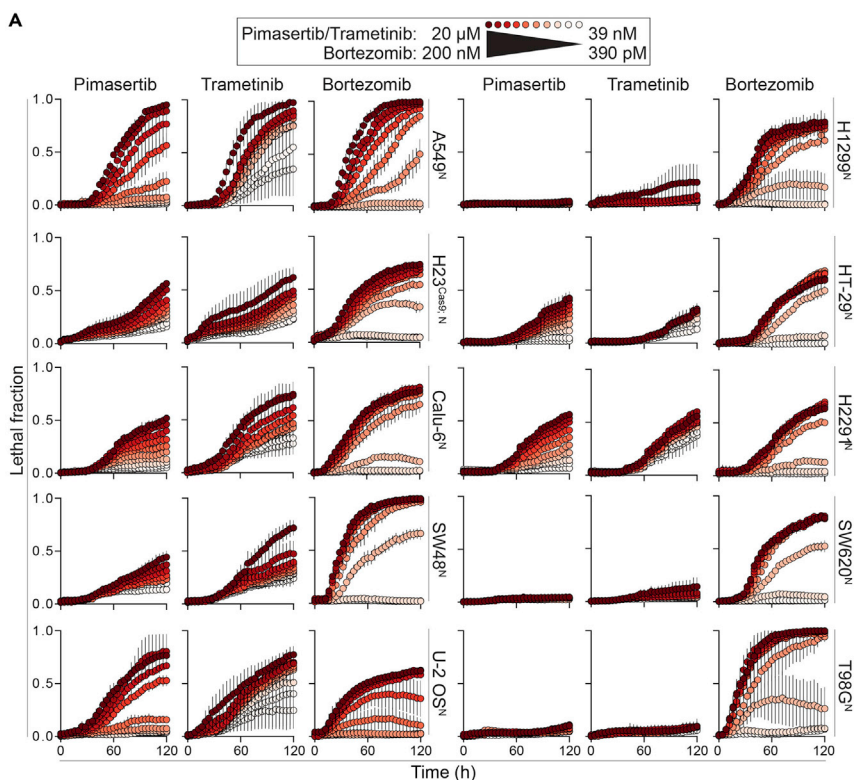 A
Pimasertib/Trametinib: 20 µM 39 nM
Bortezomib: 200 nM 390 pM
Pimasertib Trametinib Bortezomib Pimasertib Trametinib Bortezomib
Lethal fraction
1.0
0.5
0.0
A549ᴺ
H1299ᴺ
1.0
0.5
0.0
H23ᶜᵃˢ⁹; ᴺ
HT-29ᴺ
1.0
0.5
0.0
Calu-6ᴺ
H2291ᴺ
1.0
0.5
0.0
SW48ᴺ
SW620ᴺ
1.0
0.5
0.0
U-2 OSᴺ
T98Gᴺ
0 60 120 0 60 120 0 60 120 0 60 120 0 60 120 0 60 120
Time (h)